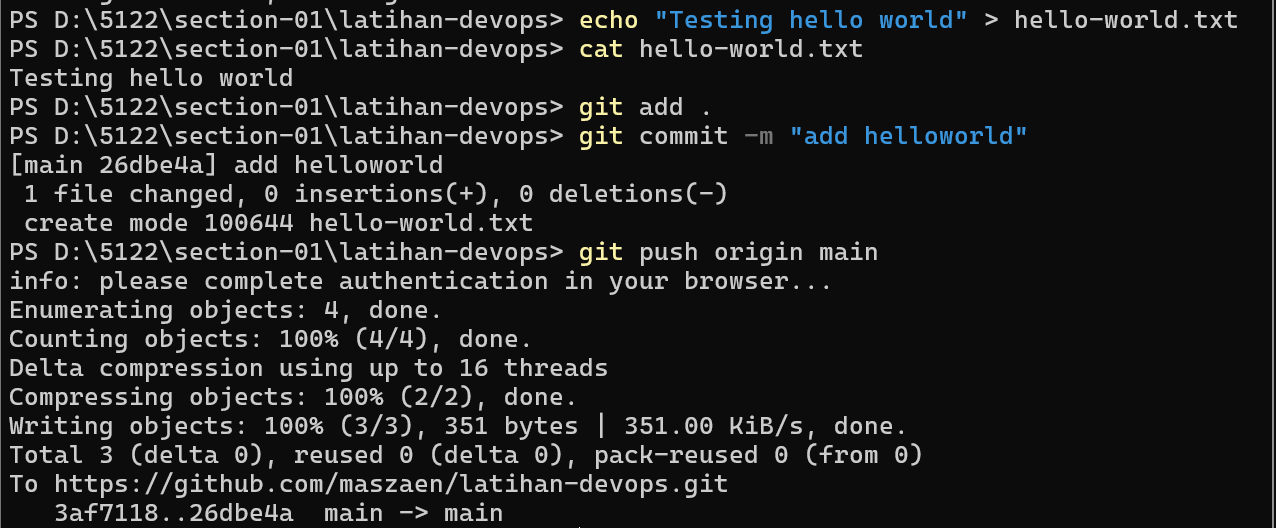 PS D:\5122\section-01\latihan-devops> echo "Testing hello world" > hello-world.txt
PS D:\5122\section-01\latihan-devops> cat hello-world.txt
Testing hello world
PS D:\5122\section-01\latihan-devops> git add .
PS D:\5122\section-01\latihan-devops> git commit -m "add helloworld"
[main 26dbe4a] add helloworld
 1 file changed, 0 insertions(+), 0 deletions(-)
 create mode 100644 hello-world.txt
PS D:\5122\section-01\latihan-devops> git push origin main
info: please complete authentication in your browser...
Enumerating objects: 4, done.
Counting objects: 100% (4/4), done.
Delta compression using up to 16 threads
Compressing objects: 100% (2/2), done.
Writing objects: 100% (3/3), 351 bytes | 351.00 KiB/s, done.
Total 3 (delta 0), reused 0 (delta 0), pack-reused 0 (from 0)
To https://github.com/maszaen/latihan-devops.git
   3af7118..26dbe4a  main -> main